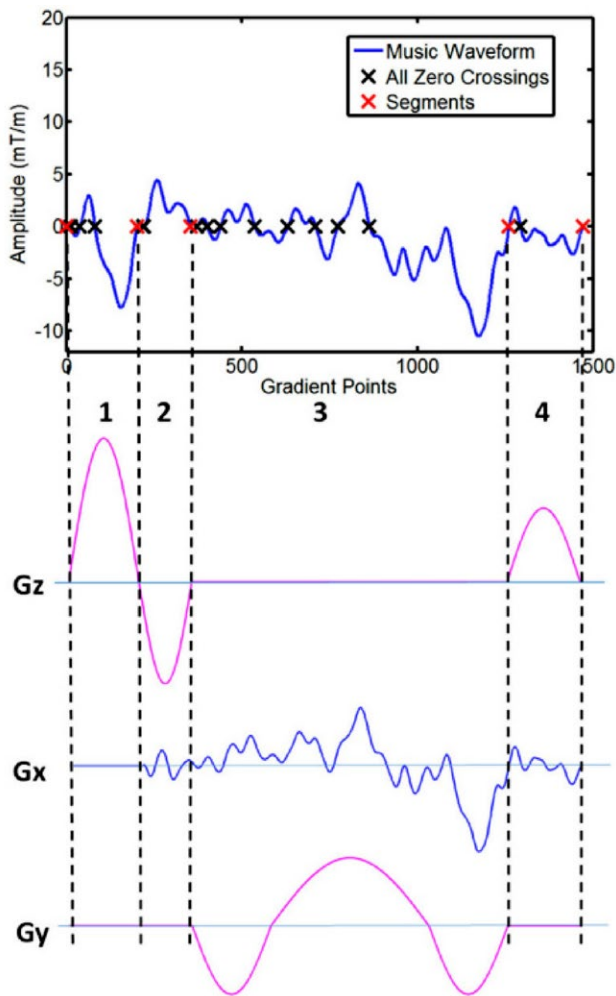 20
15
10
5
0
-5
-10
Amplitude (mT/m)
Music Waveform
All Zero Crossings
Segments
0 500 1000 1500
Gradient Points
1 2 3 4
Gz
Gx
Gy